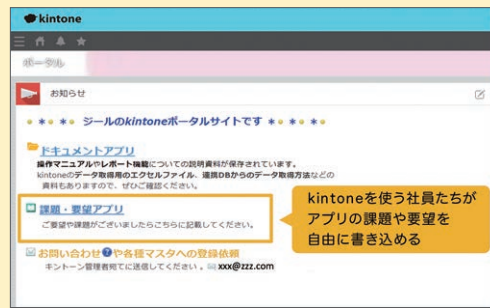 kintone
ポータル
お知らせ
ジールのkintoneポータルサイトです
ドキュメントアプリ
操作マニュアルやレポート機能についての説明資料が保存されています。
kintoneのデータ取得用のエクセルファイル、連携DBからのデータ取得方法などの
資料もありますので、ぜひご確認ください。
課題・要望アプリ
ご要望や課題がございましたらこちらに記載してください。
kintoneを使う社員たちが
アプリの課題や要望を
自由に書き込める
お問い合わせ?や各種マスタへの登録依頼
キントーン管理者宛てに送信してください。xxx@zzz.com